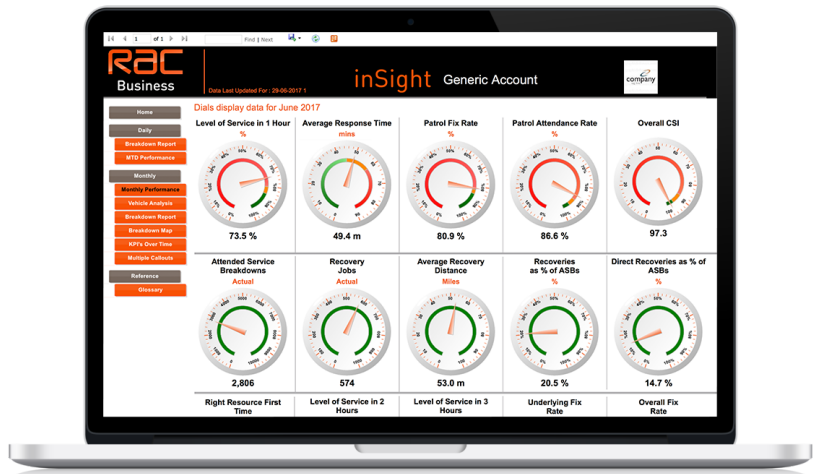 1 of 1 Find | Next
RAC
Business
Data Last Updated For : 29-06-2017 1
inSight Generic Account
company
Dials display data for June 2017
Home
Daily
Breakdown Report
MTD Performance
Monthly
Monthly Performance
Vehicle Analysis
Breakdown Report
Breakdown Map
KPI's Over Time
Multiple Callouts
Reference
Glossary
Level of Service in 1 Hour
%
73.5 %
Average Response Time
mins
49.4 m
Patrol Fix Rate
%
80.9 %
Patrol Attendance Rate
%
86.6 %
Overall CSI
97.3
Attended Service
Breakdowns
Actual
2,806
Recovery
Jobs
Actual
574
Average Recovery
Distance
Miles
53.0 m
Recoveries
as % of ASBs
%
20.5 %
Direct Recoveries as % of
ASBs
%
14.7 %
Right Resource First
Time
Level of Service in 2
Hours
Level of Service in 3
Hours
Underlying Fix
Rate
Overall Fix
Rate